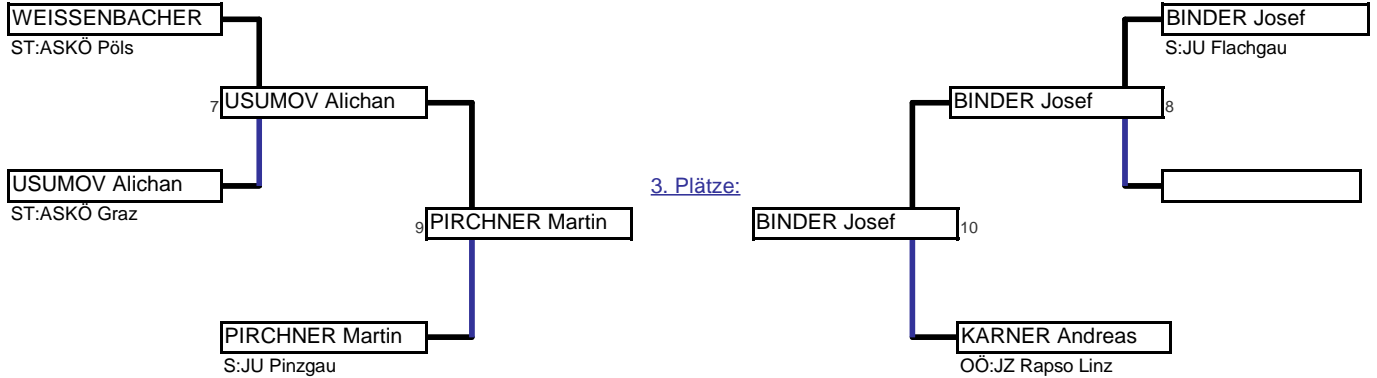 WEISSENBACHER
ST:ASKÖ Pöls
7 USUMOV Alichan
USUMOV Alichan
ST:ASKÖ Graz
9 PIRCHNER Martin
PIRCHNER Martin
S:JU Pinzgau
3. Plätze:
BINDER Josef
S:JU Flachgau
BINDER Josef 8
BINDER Josef 10
KARNER Andreas
OÖ:JZ Rapso Linz